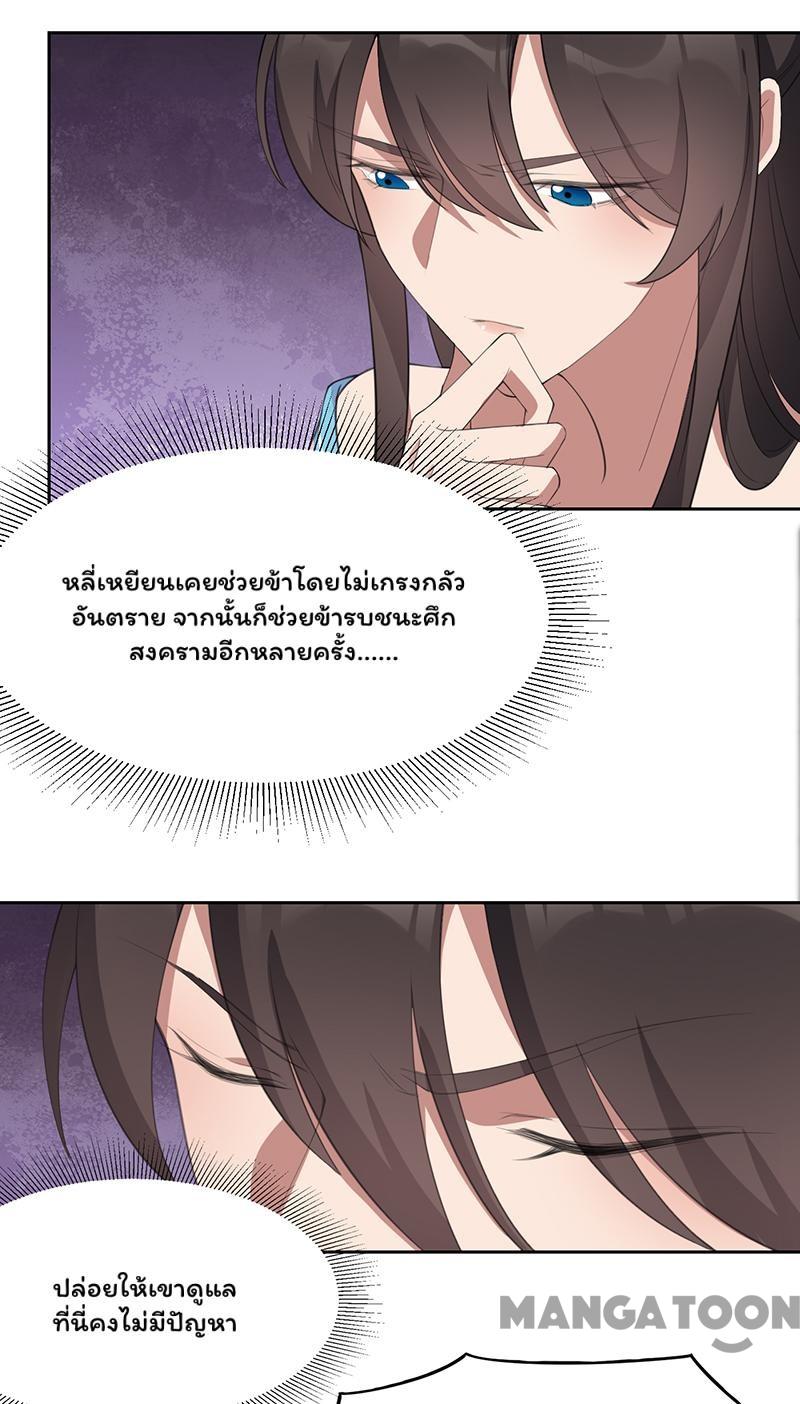 หลี่เหยียนเคยช่วยข้าโดยไม่เกรงกลัว
อันตราย จากนั้นก็ช่วยข้ารบชนะศึก
สงครามอีกหลายครั้ง......
ปล่อยให้เขาดูแล
ที่นี่คงไม่มีปัญหา
MANGATOON